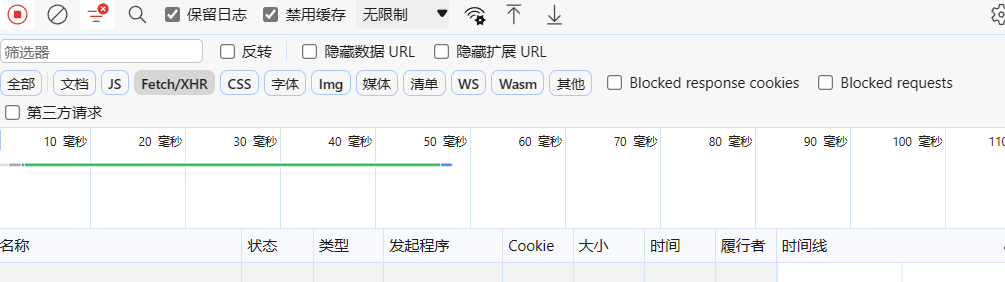 保留日志 禁用缓存 无限制
筛选器 反转 隐藏数据 URL 隐藏扩展 URL
全部 文档 JS Fetch/XHR CSS 字体 Img 媒体 清单 WS Wasm 其他 Blocked response cookies Blocked requests
第三方请求
10 毫秒 20 毫秒 30 毫秒 40 毫秒 50 毫秒 60 毫秒 70 毫秒 80 毫秒 90 毫秒 100 毫秒
名称 状态 类型 发起程序 Cookie 大小 时间 履行者 时间线